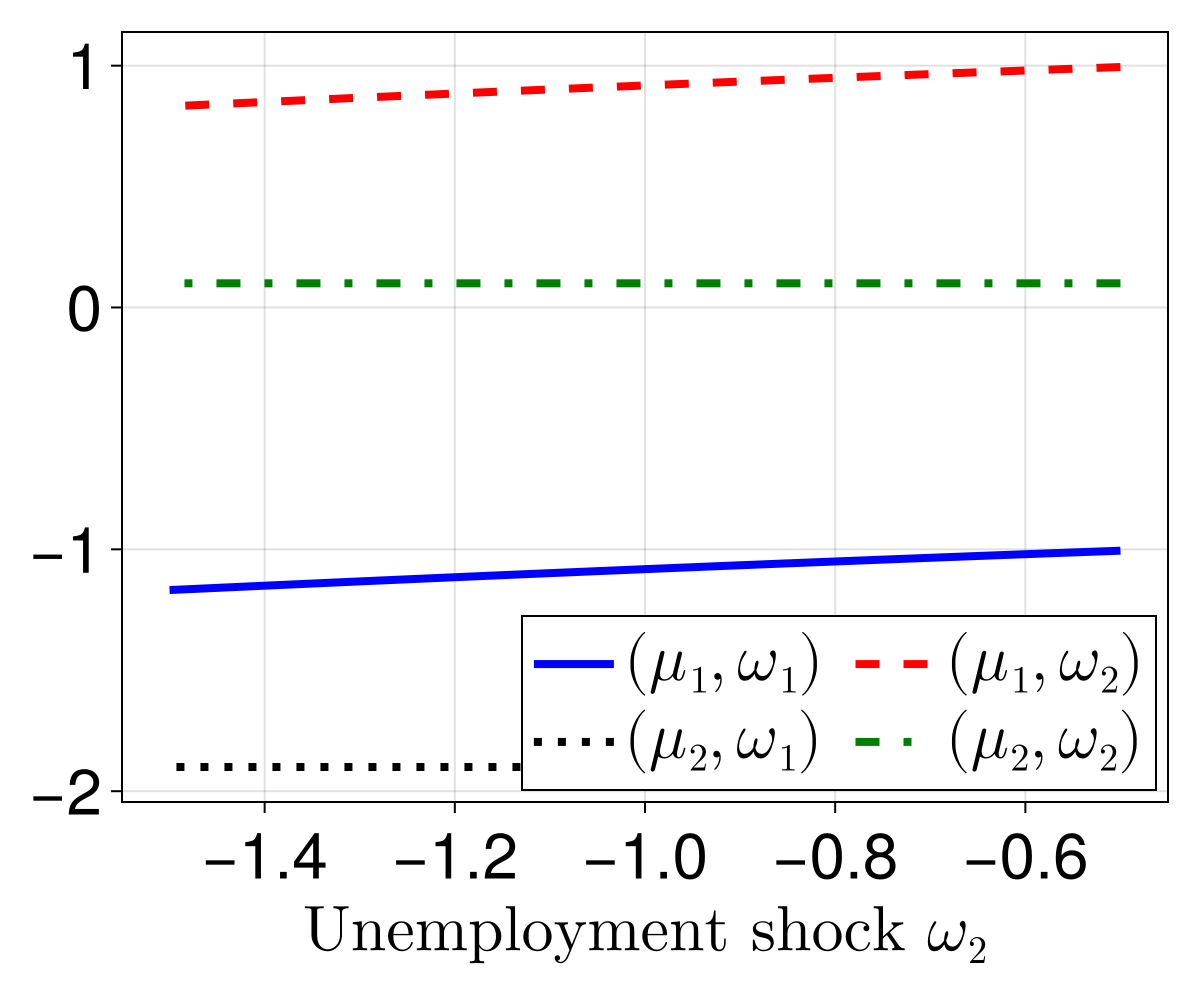 1
0
−1
−2
(μ₁, ω₁) (μ₁, ω₂)
(μ₂, ω₁) (μ₂, ω₂)
−1.4 −1.2 −1.0 −0.8 −0.6
Unemployment shock ω₂